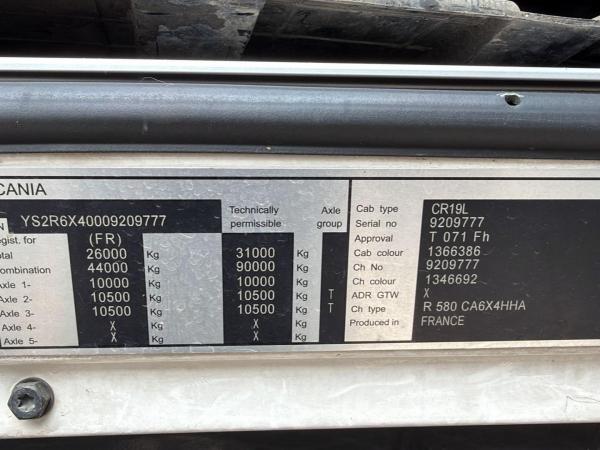 CANIA
YS2R6X40009209777 Technically permissible Axle group
egist. for (FR)
otal 26000 Kg 31000 Kg
ombination 44000 Kg 90000 Kg
Axle 1- 10000 Kg 10000 Kg
Axle 2- 10500 Kg 10500 Kg T
Axle 3- 10500 Kg 10500 Kg T
Axle 4- X Kg X Kg
Axle 5- X Kg X Kg
Cab type CR19L
Serial no 9209777
Approval T 071 Fh
Cab colour 1366386
Ch No 9209777
Ch colour 1346692
ADR GTW X
Ch type R 580 CA6X4HHA
Produced in FRANCE